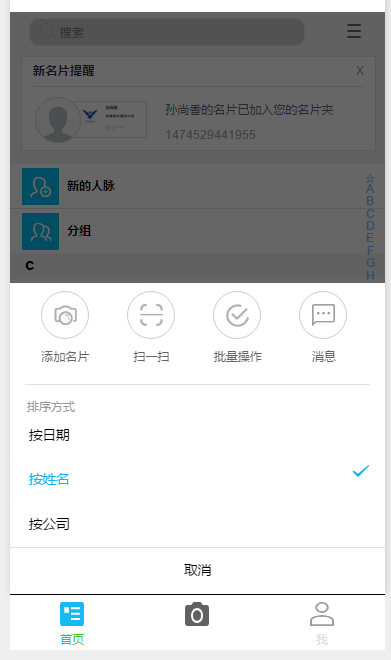 搜索
新名片提醒 X
孙尚香的名片已加入您的名片夹
1474529441955
新的人脉
分组
☆
A
B
C
D
E
F
G
H
C
添加名片 扫一扫 批量操作 消息
排序方式
按日期
按姓名
按公司
取消
首页 我